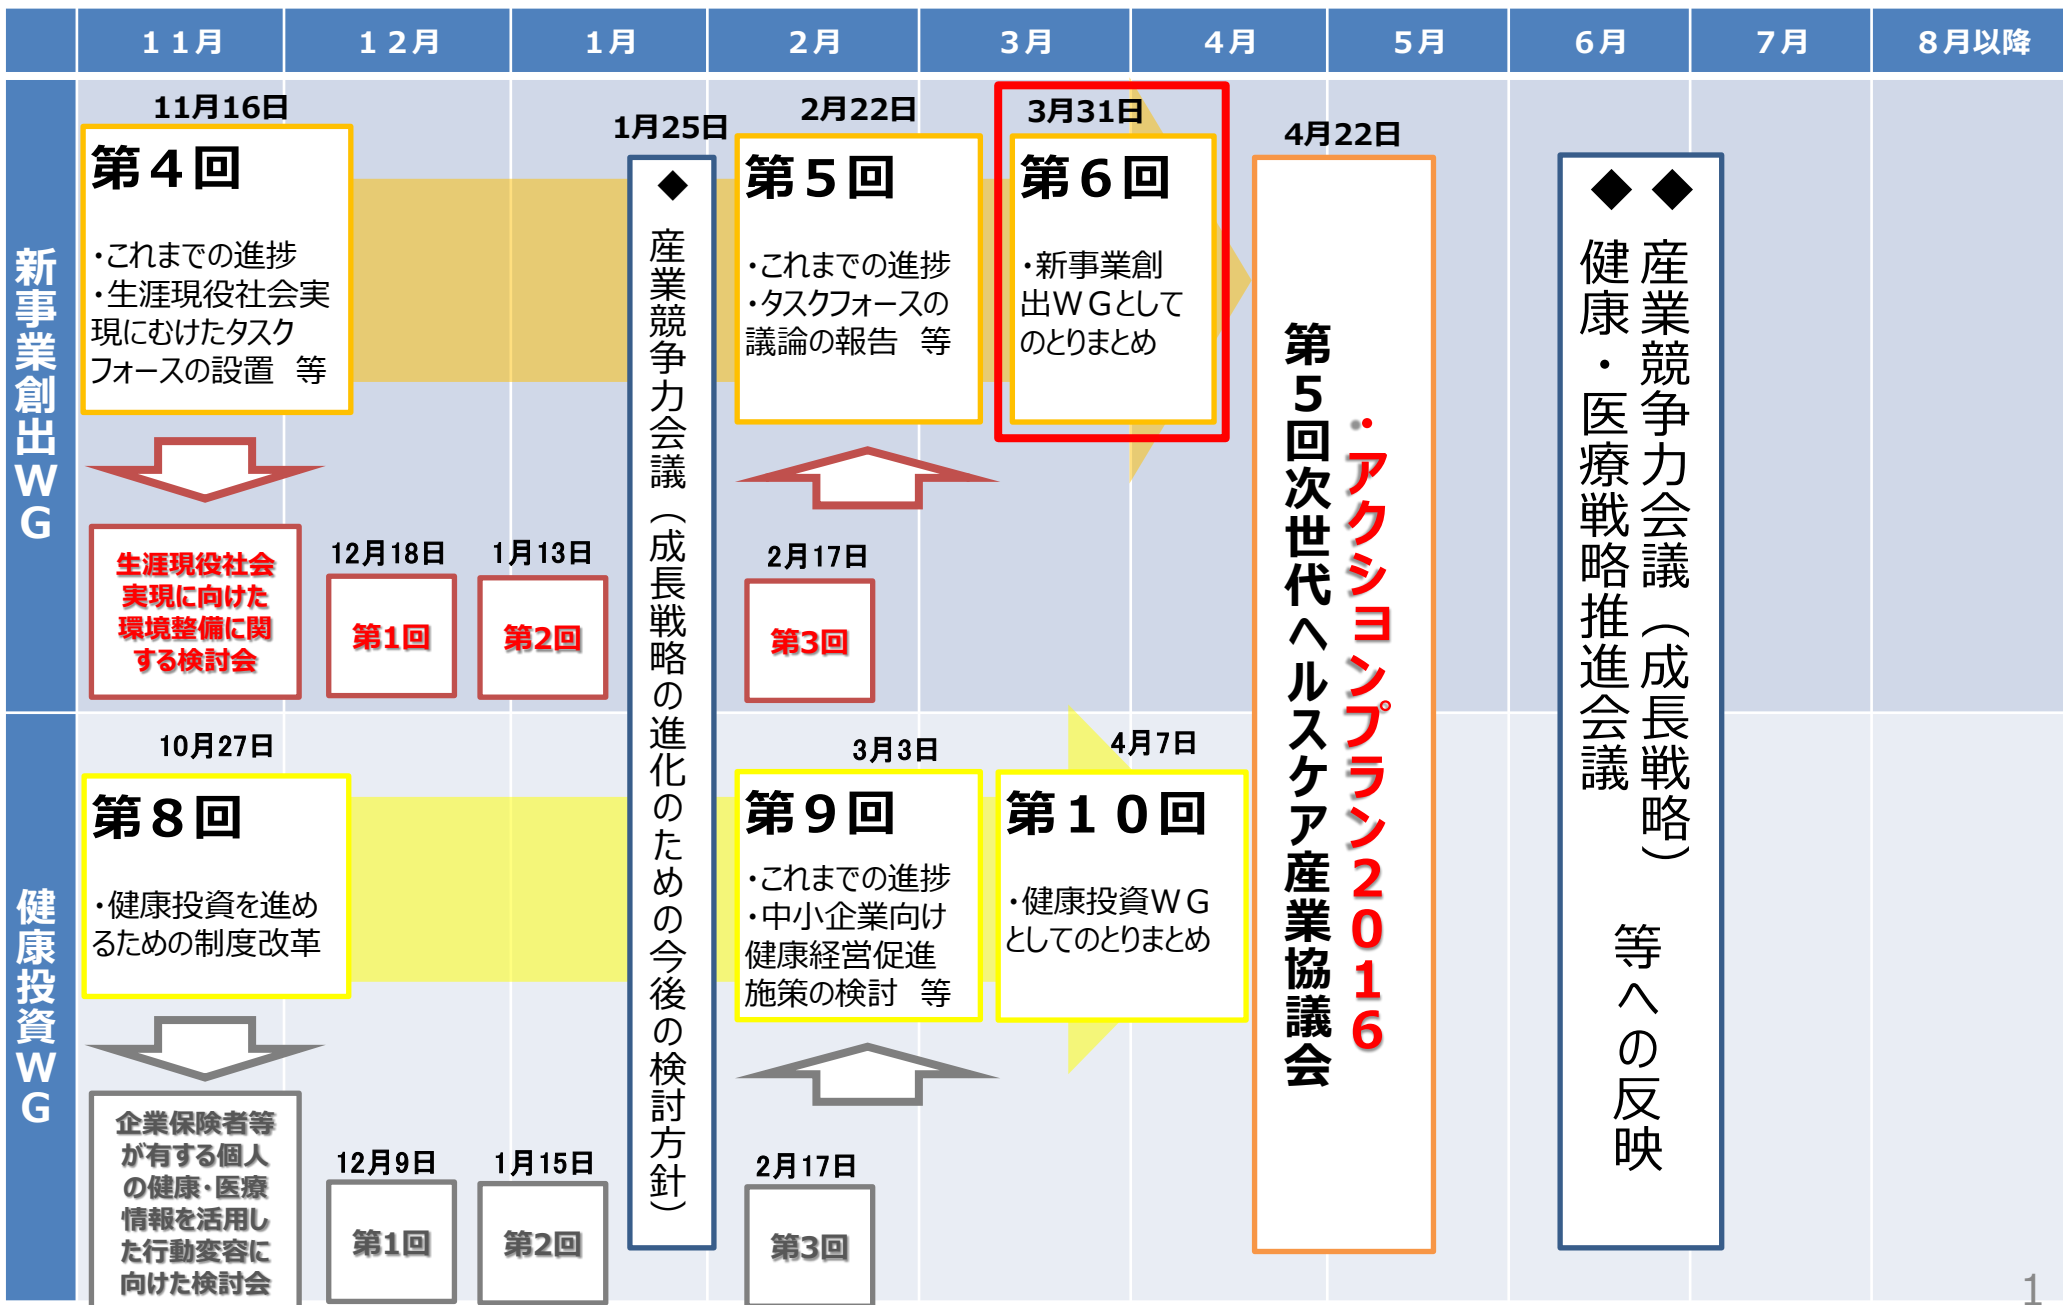 １１月
１２月
１月
２月
３月
４月
５月
６月
７月
８月以降
新事業創出ＷＧ
11月16日
第４回
・これまでの進捗
・生涯現役社会実
現にむけたタスク
フォースの設置　等
1月25日
◆　産業競争力会議（成長戦略の進化のための今後の検討方針）
2月22日
第５回
・これまでの進捗
・タスクフォースの
議論の報告　等
3月31日
第６回
・新事業創
出ＷＧとして
のとりまとめ
4月22日
第５回次世代ヘルスケア産業協議会
・アクションプラン２０１６
◆　産業競争力会議（成長戦略）
◆　健康・医療戦略推進会議
等への反映
生涯現役社会
実現に向けた
環境整備に関
する検討会
12月18日
第1回
1月13日
第2回
2月17日
第3回
健康投資ＷＧ
10月27日
第８回
・健康投資を進め
るための制度改革
3月3日
第９回
・これまでの進捗
・中小企業向け
健康経営促進
施策の検討　等
4月7日
第１０回
・健康投資ＷＧ
としてのとりまとめ
企業保険者等
が有する個人
の健康・医療
情報を活用し
た行動変容に
向けた検討会
12月9日
第1回
1月15日
第2回
2月17日
第3回
1